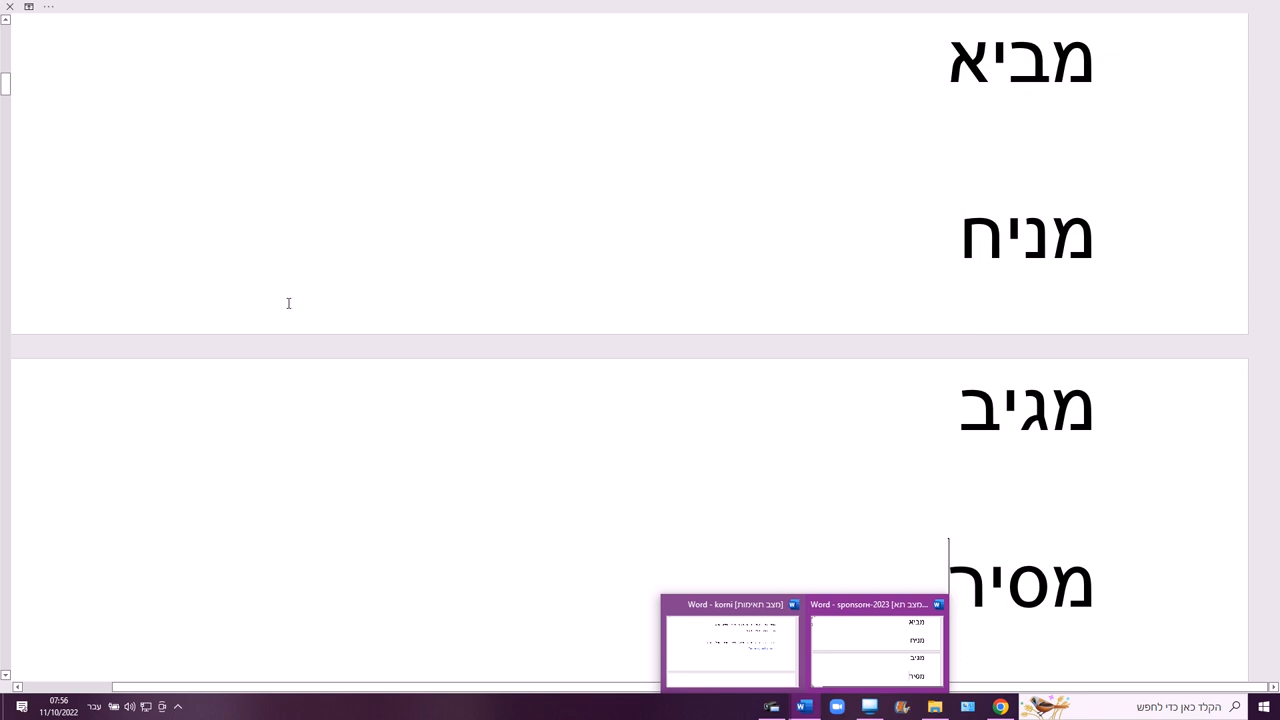 מביא
מניח
מגיב
מסיר
Word - korni [מצב תאימות]
Word - sponsorн-2023 [מצב תא...
מביא
מניח
מגיב
מסיר
07:56
11/10/2022
עבר
הקלד כאן כדי לחפש